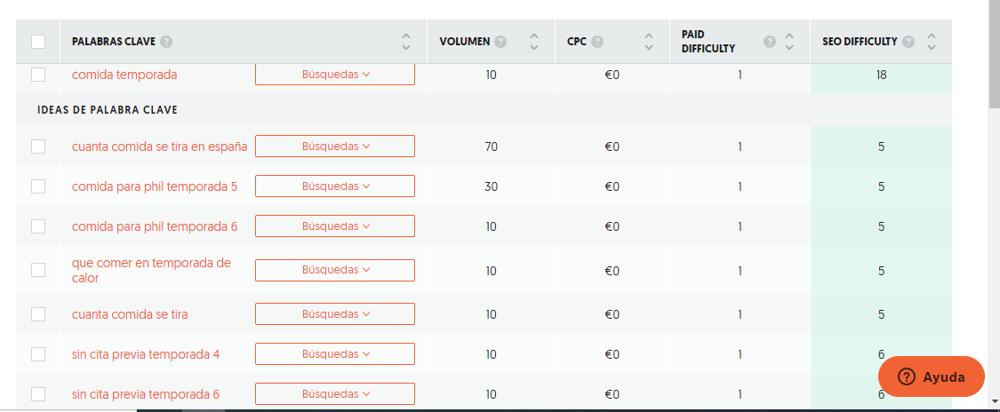 PALABRAS CLAVE ? VOLUMEN ? CPC ? PAID DIFFICULTY ? SEO DIFFICULTY ?
comida temporada Búsquedas 10 €0 1 18
IDEAS DE PALABRA CLAVE
cuanta comida se tira en españa Búsquedas 70 €0 1 5
comida para phil temporada 5 Búsquedas 30 €0 1 5
comida para phil temporada 6 Búsquedas 10 €0 1 5
que comer en temporada de
calor Búsquedas 10 €0 1 5
cuanta comida se tira Búsquedas 10 €0 1 5
sin cita previa temporada 4 Búsquedas 10 €0 1 6
? Ayuda
sin cita previa temporada 6 Búsquedas 10 €0 1 6